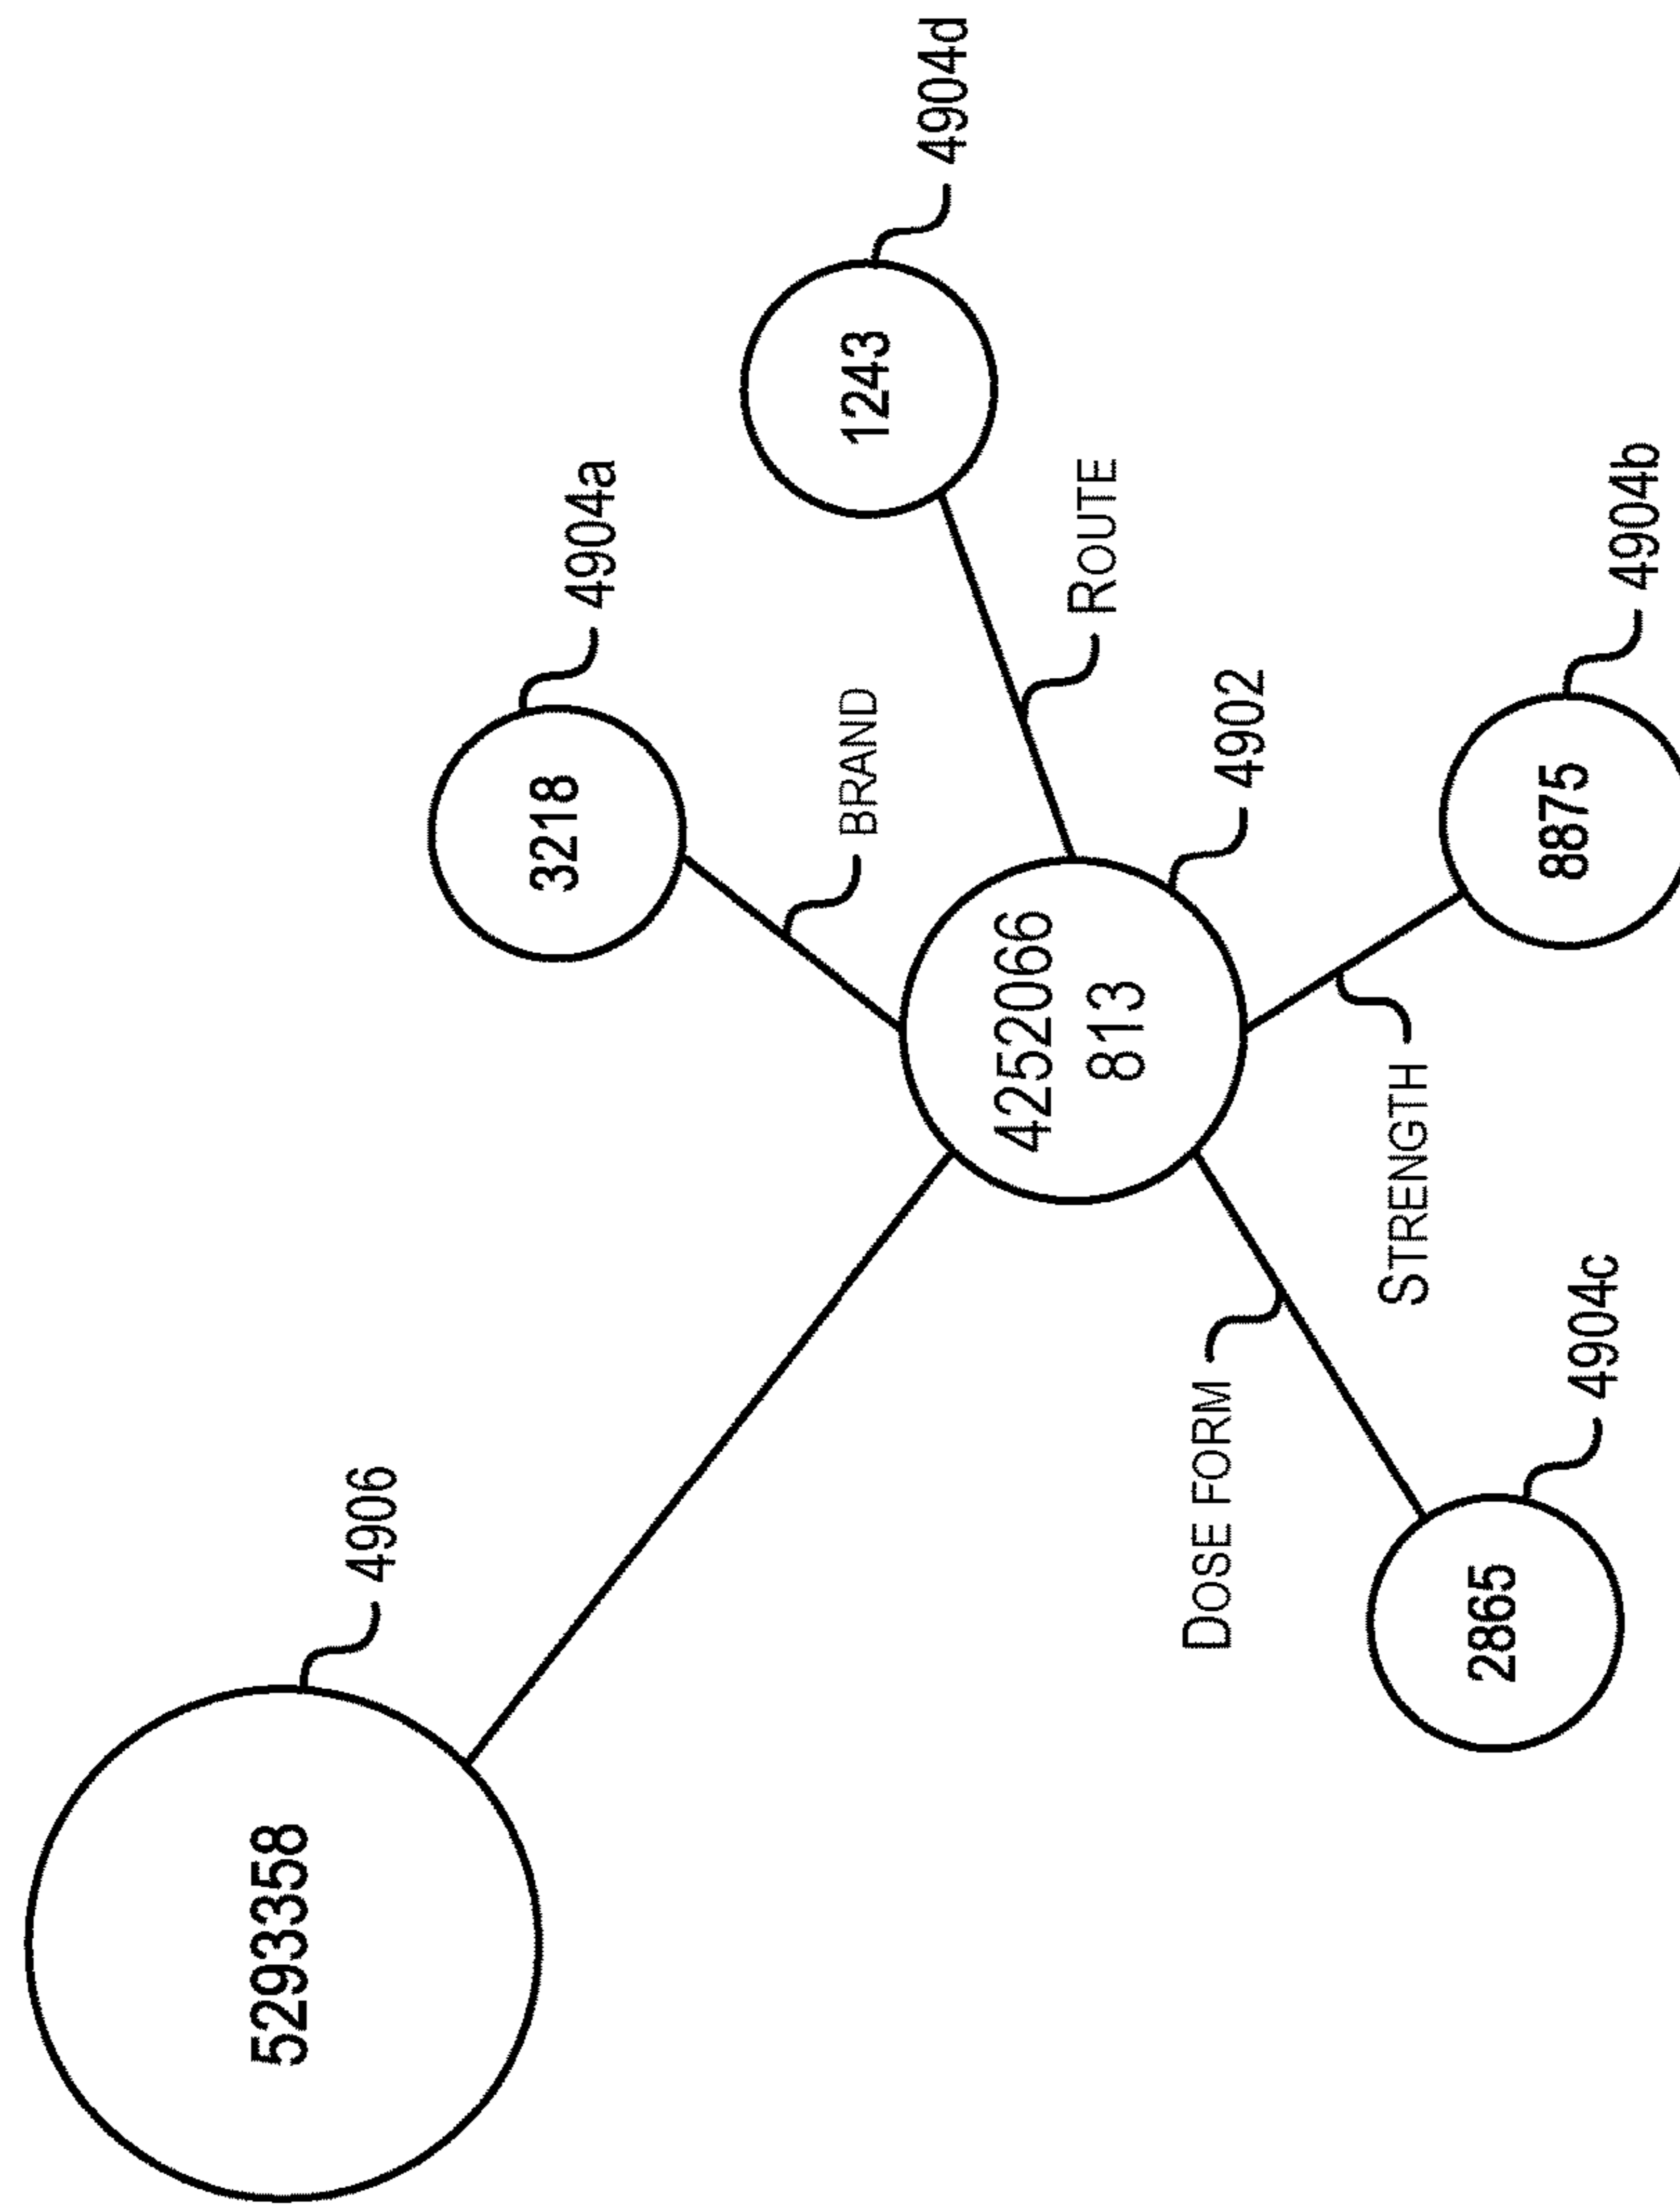 5293358
4906
3218
4904a
BRAND
1243
4904d
ROUTE
4252066
813
4902
DOSE FORM
STRENGTH
2865
4904c
8875
4904b